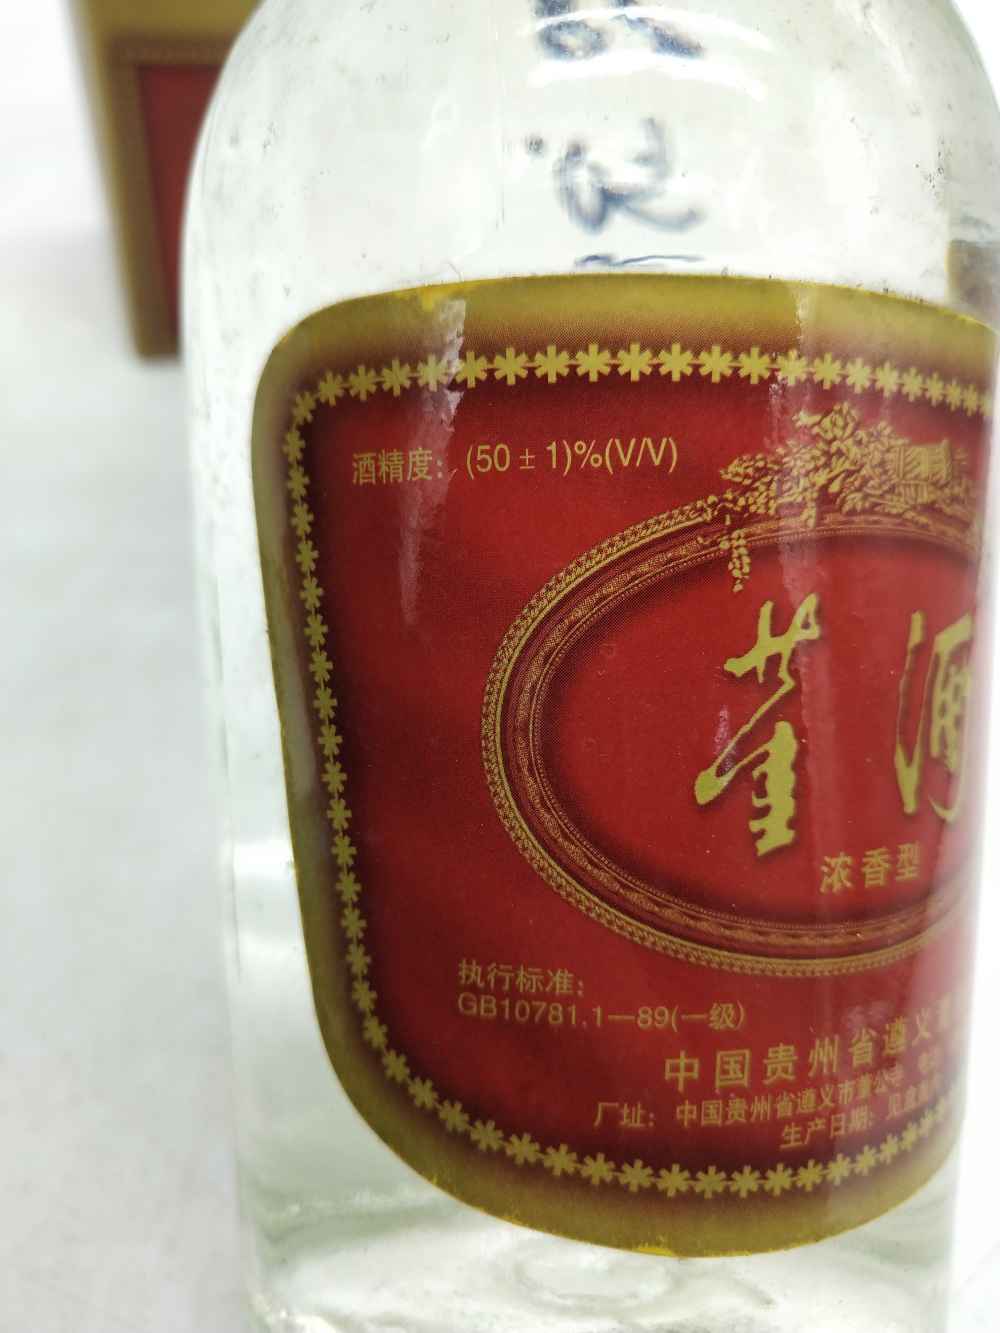 酒精度：(50±1)%(V/V)
董酒
浓香型
执行标准：
GB10781.1—89(一级)
中国贵州省遵义
厂址：中国贵州省遵义市董公寺
生产日期：见